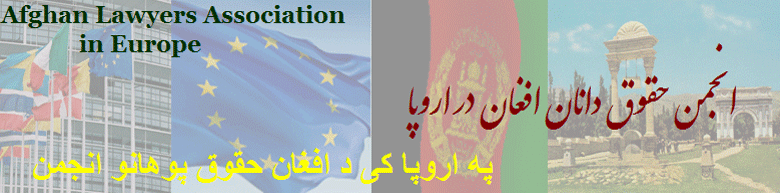 Afghan Lawyers Association
in Europe
انجمن حقوق دانان افغان در اروپا
په اروپا کی د افغان حقوق پوهانو انجمن